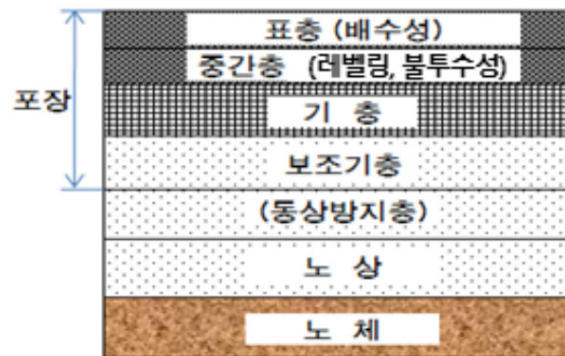 표층 (배수성)
중간층 (레벨링, 불투수성)
포장
기 층
보조기층
(동상방지층)
노 상
노 체